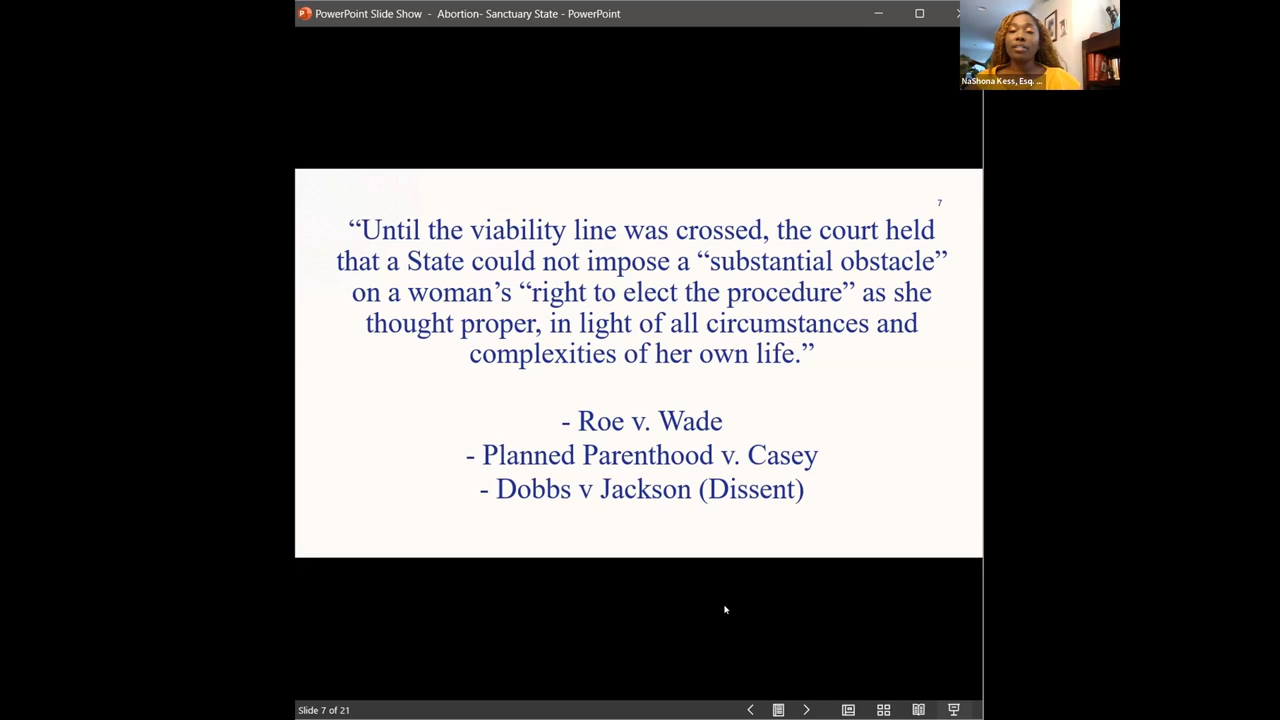 PowerPoint Slide Show - Abortion- Sanctuary State - PowerPoint
NaShona Kess, Esq. ...
7
“Until the viability line was crossed, the court held
that a State could not impose a “substantial obstacle”
on a woman’s “right to elect the procedure” as she
thought proper, in light of all circumstances and
complexities of her own life.”
- Roe v. Wade
- Planned Parenthood v. Casey
- Dobbs v Jackson (Dissent)
Slide 7 of 21